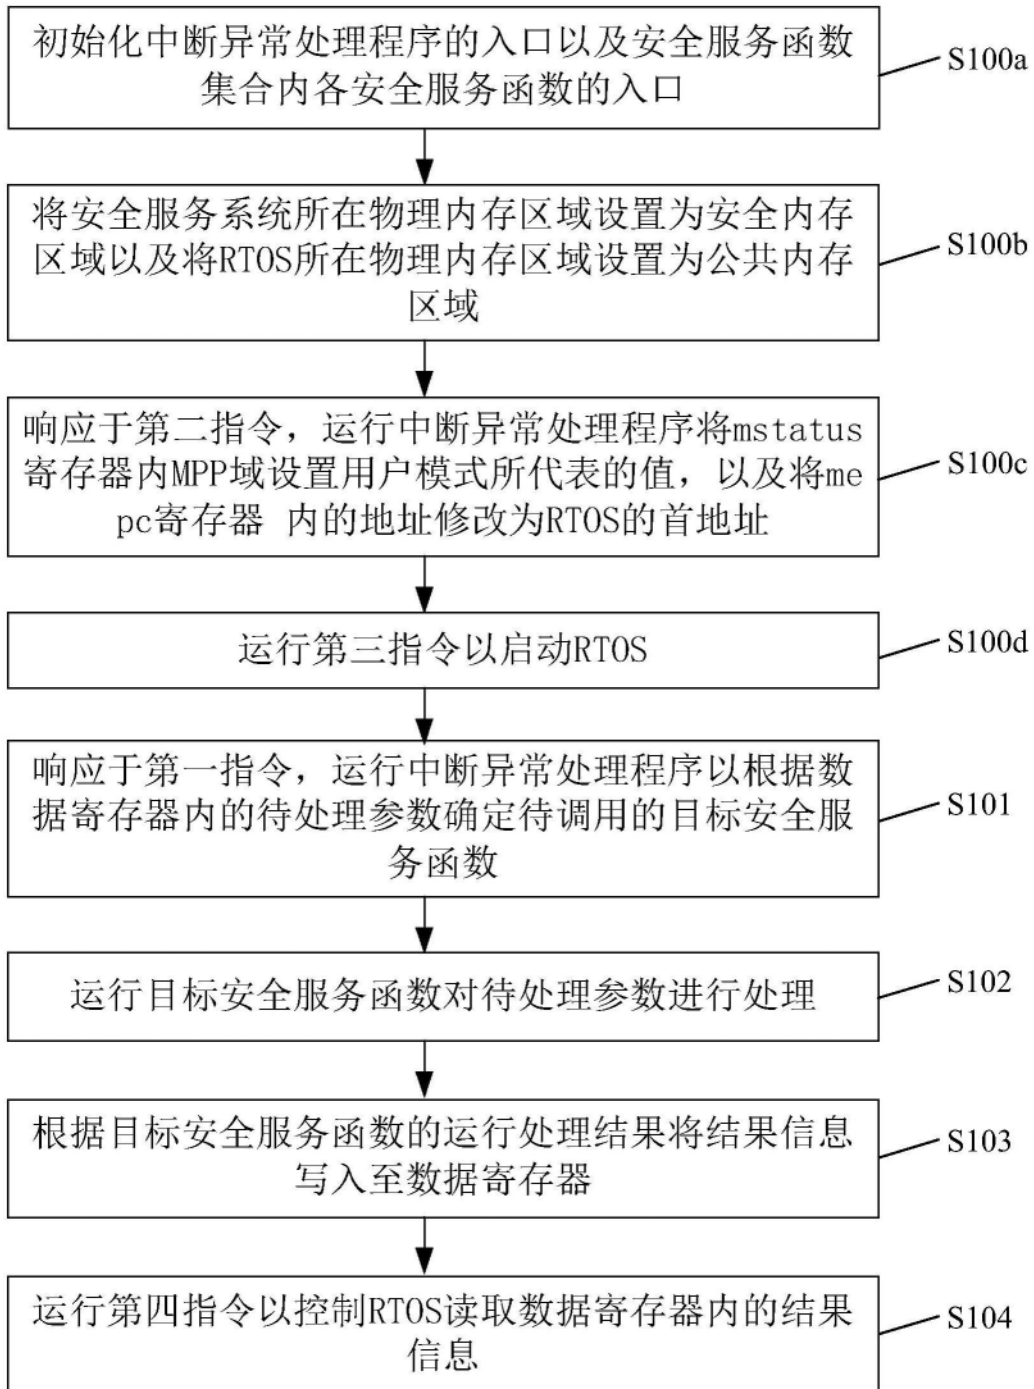 初始化中断异常处理程序的入口以及安全服务函数
集合内各安全服务函数的入口
S100a
将安全服务系统所在物理内存区域设置为安全内存
区域以及将RTOS所在物理内存区域设置为公共内存
区域
S100b
响应于第二指令，运行中断异常处理程序将mstatus
寄存器内MPP域设置用户模式所代表的值，以及将me
pc寄存器 内的地址修改为RTOS的首地址
S100c
运行第三指令以启动RTOS
S100d
响应于第一指令，运行中断异常处理程序以根据数
据寄存器内的待处理参数确定待调用的目标安全服
务函数
S101
运行目标安全服务函数对待处理参数进行处理
S102
根据目标安全服务函数的运行处理结果将结果信息
写入至数据寄存器
S103
运行第四指令以控制RTOS读取数据寄存器内的结果
信息
S104